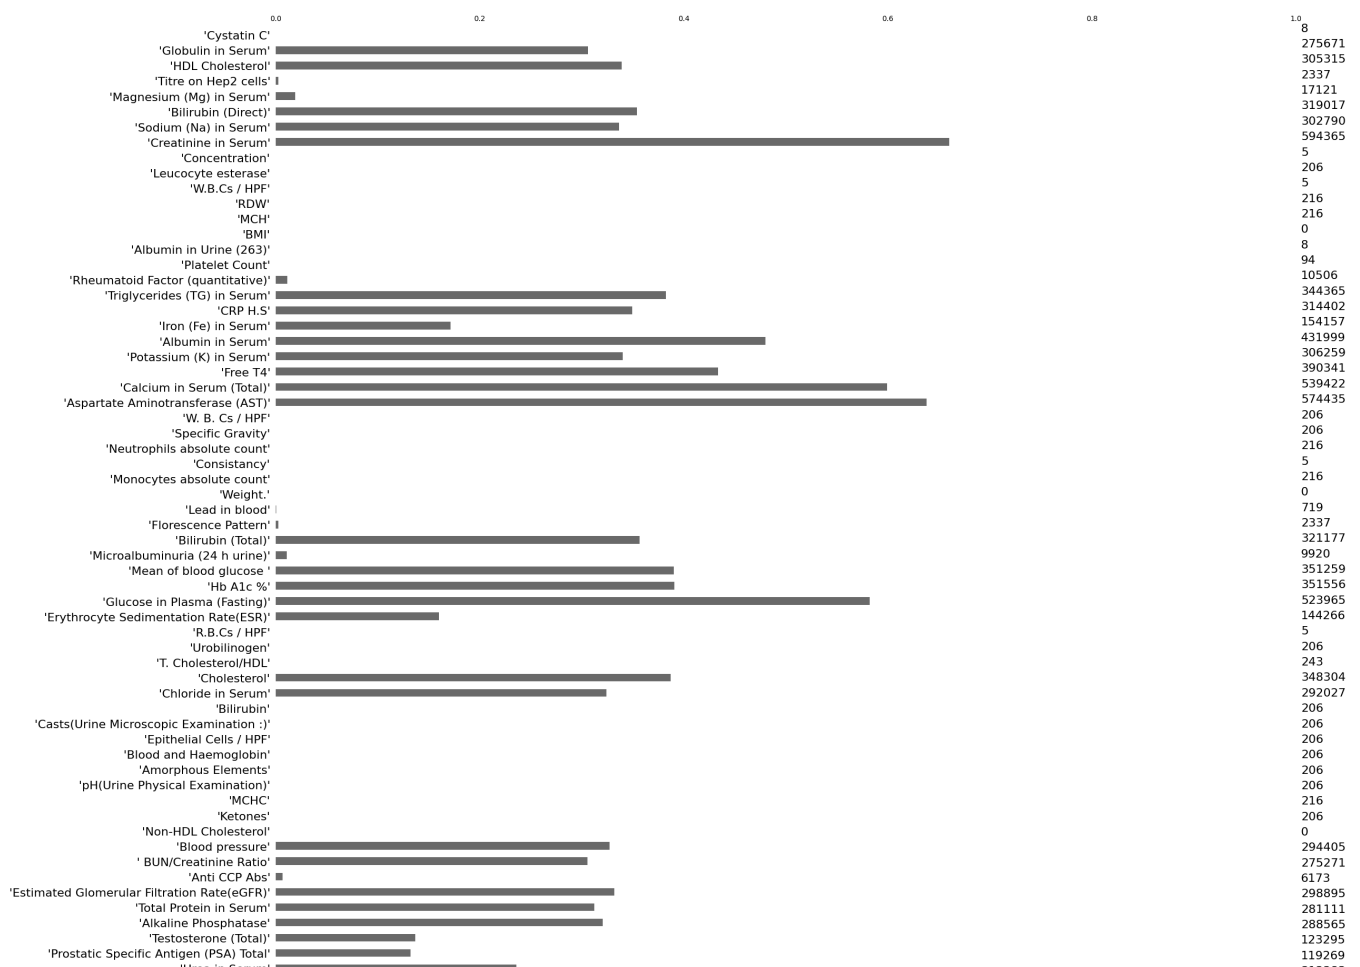 0.0 0.2 0.4 0.6 0.8 1.0
'Cystatin C' 8
'Globulin in Serum' 275671
'HDL Cholesterol' 305315
'Titre on Hep2 cells' 2337
'Magnesium (Mg) in Serum' 17121
'Bilirubin (Direct)' 319017
'Sodium (Na) in Serum' 302790
'Creatinine in Serum' 594365
'Concentration' 5
'Leucocyte esterase' 206
'W.B.Cs / HPF' 5
'RDW' 216
'MCH' 216
'BMI' 0
'Albumin in Urine (263)' 8
'Platelet Count' 94
'Rheumatoid Factor (quantitative)' 10506
'Triglycerides (TG) in Serum' 344365
'CRP H.S' 314402
'Iron (Fe) in Serum' 154157
'Albumin in Serum' 431999
'Potassium (K) in Serum' 306259
'Free T4' 390341
'Calcium in Serum (Total)' 539422
'Aspartate Aminotransferase (AST)' 574435
'W. B. Cs / HPF' 206
'Specific Gravity' 206
'Neutrophils absolute count' 216
'Consistancy' 5
'Monocytes absolute count' 216
'Weight.' 0
'Lead in blood' 719
'Florescence Pattern' 2337
'Bilirubin (Total)' 321177
'Microalbuminuria (24 h urine)' 9920
'Mean of blood glucose ' 351259
'Hb A1c %' 351556
'Glucose in Plasma (Fasting)' 523965
'Erythrocyte Sedimentation Rate(ESR)' 144266
'R.B.Cs / HPF' 5
'Urobilinogen' 206
'T. Cholesterol/HDL' 243
'Cholesterol' 348304
'Chloride in Serum' 292027
'Bilirubin' 206
'Casts(Urine Microscopic Examination :)' 206
'Epithelial Cells / HPF' 206
'Blood and Haemoglobin' 206
'Amorphous Elements' 206
'pH(Urine Physical Examination)' 206
'MCHC' 216
'Ketones' 206
'Non-HDL Cholesterol' 0
'Blood pressure' 294405
' BUN/Creatinine Ratio' 275271
'Anti CCP Abs' 6173
'Estimated Glomerular Filtration Rate(eGFR)' 298895
'Total Protein in Serum' 281111
'Alkaline Phosphatase' 288565
'Testosterone (Total)' 123295
'Prostatic Specific Antigen (PSA) Total' 119269